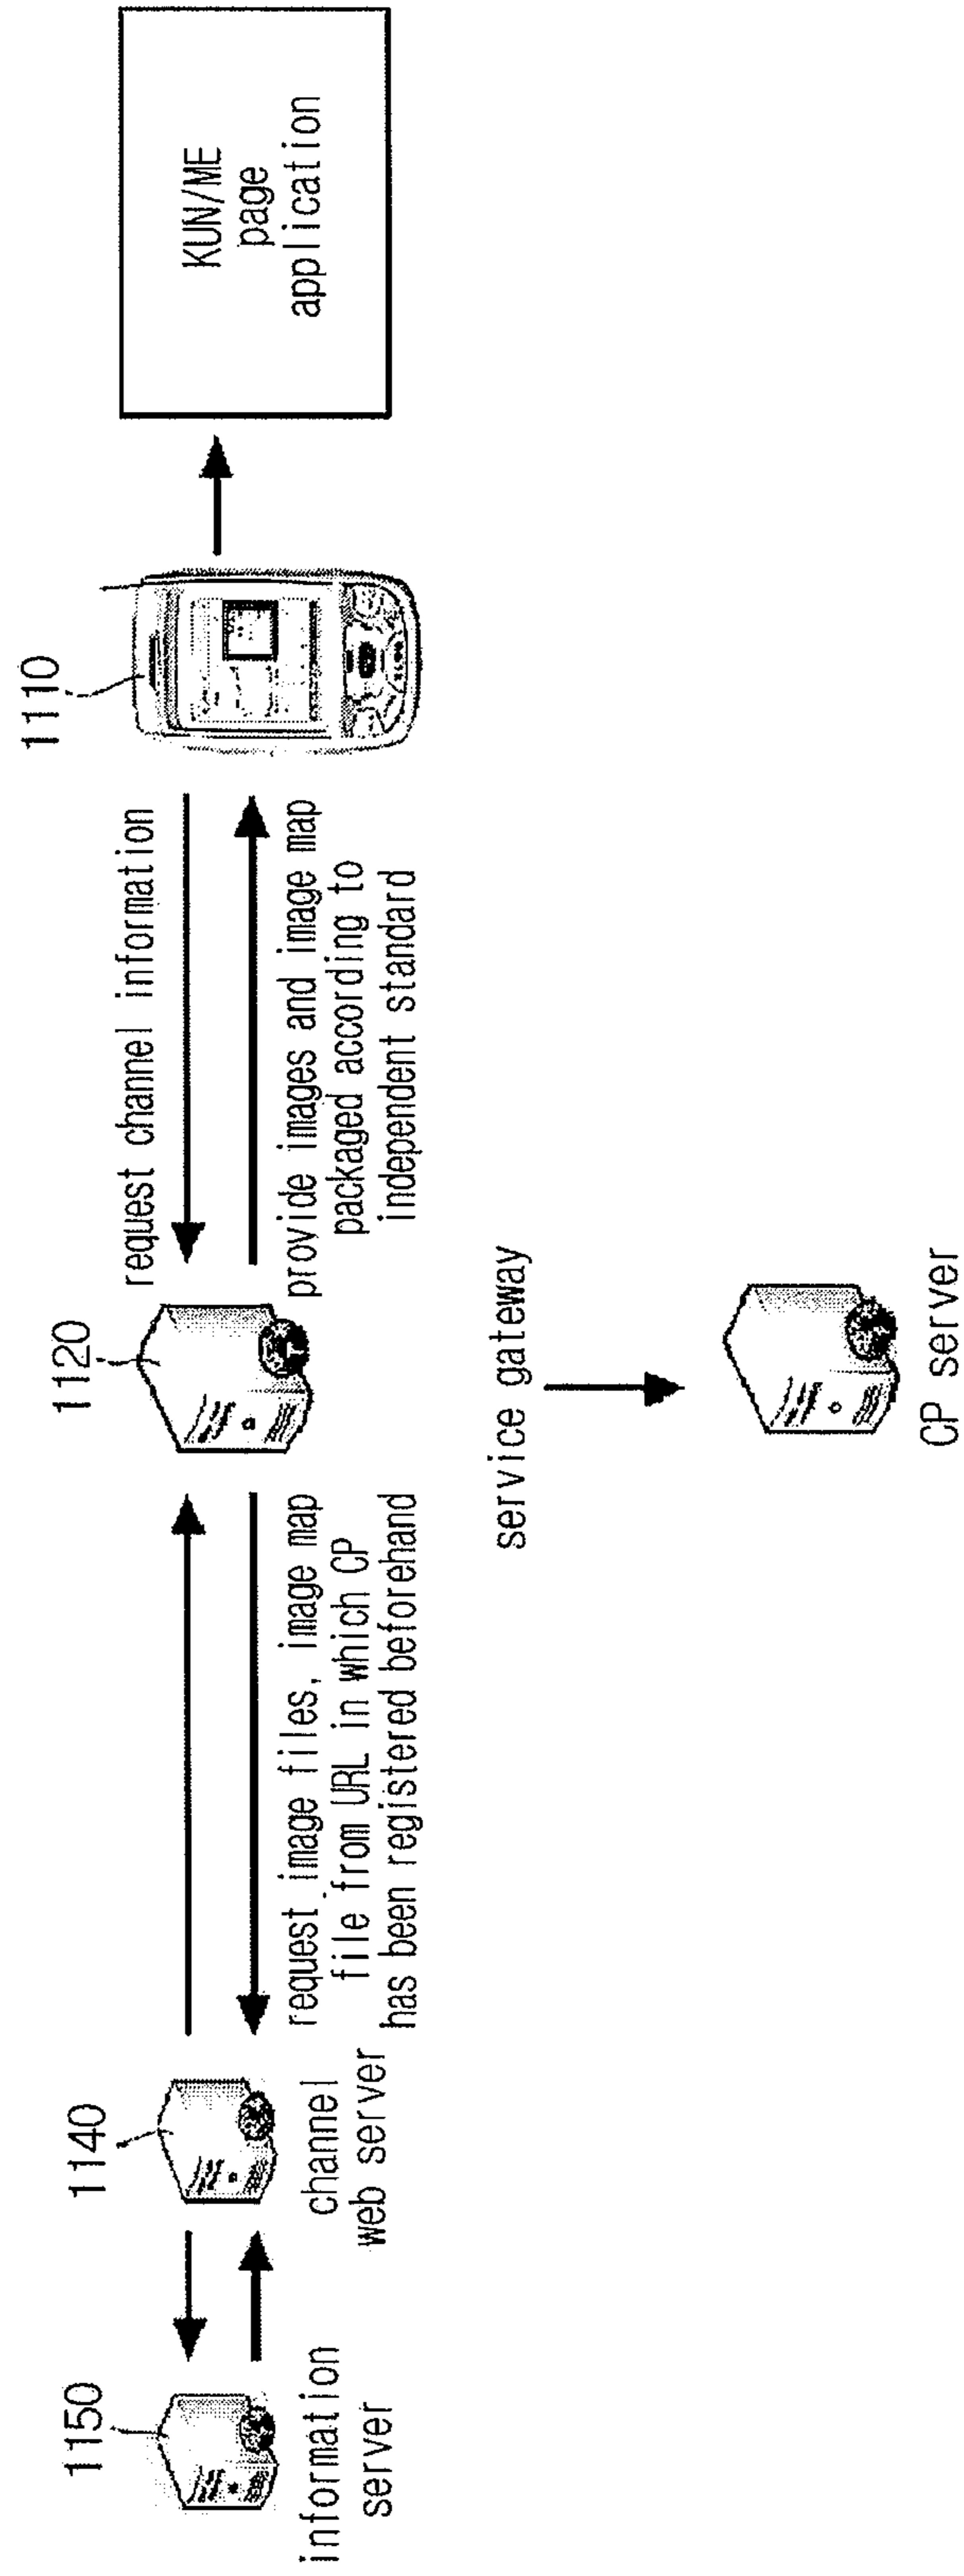 1150
information
server
1140
channel
web server
request image files, image map
file from URL in which CP
has been registered beforehand
1120
request channel information
provide images and image map
packaged according to
independent standard
1110
KUN/ME
page
application
service gateway
CP server